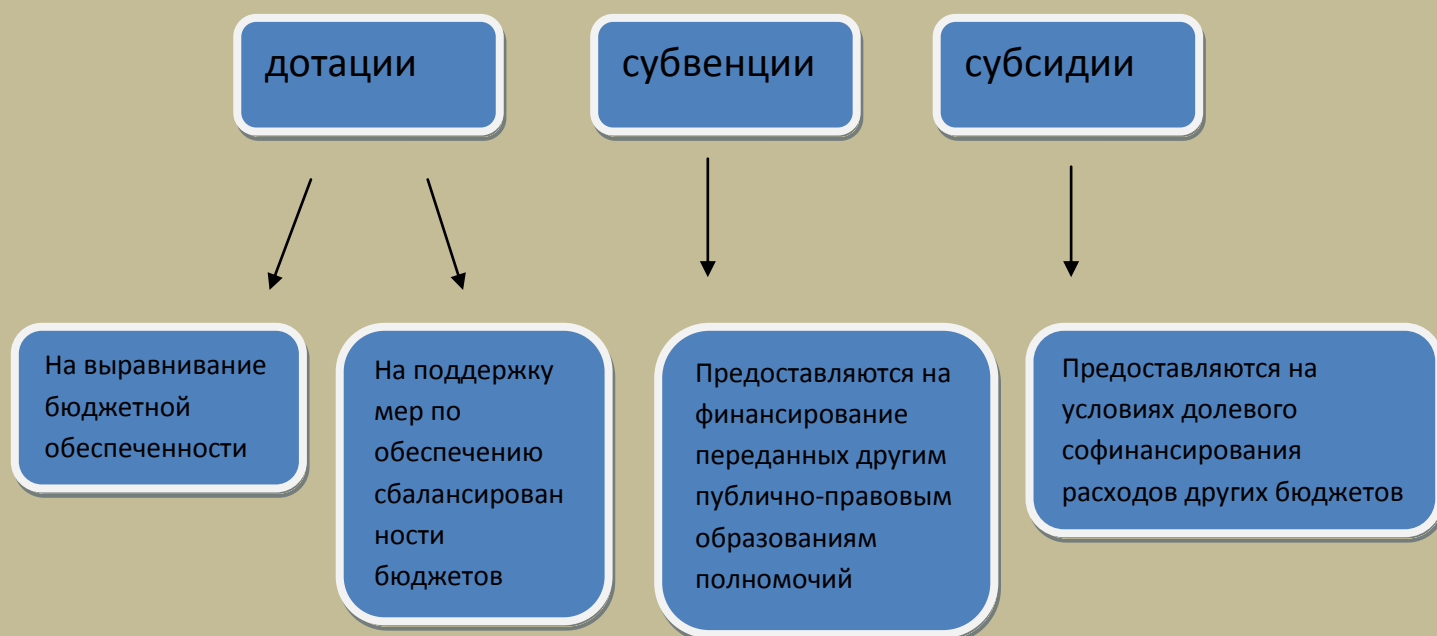 дотации
субвенции
субсидии
На выравнивание
бюджетной
обеспеченности
На поддержку
мер по
обеспечению
сбалансирован
ности
бюджетов
Предоставляются на
финансирование
переданных другим
публично-правовым
образованиям
полномочий
Предоставляются на
условиях долевого
софинансирования
расходов других бюджетов